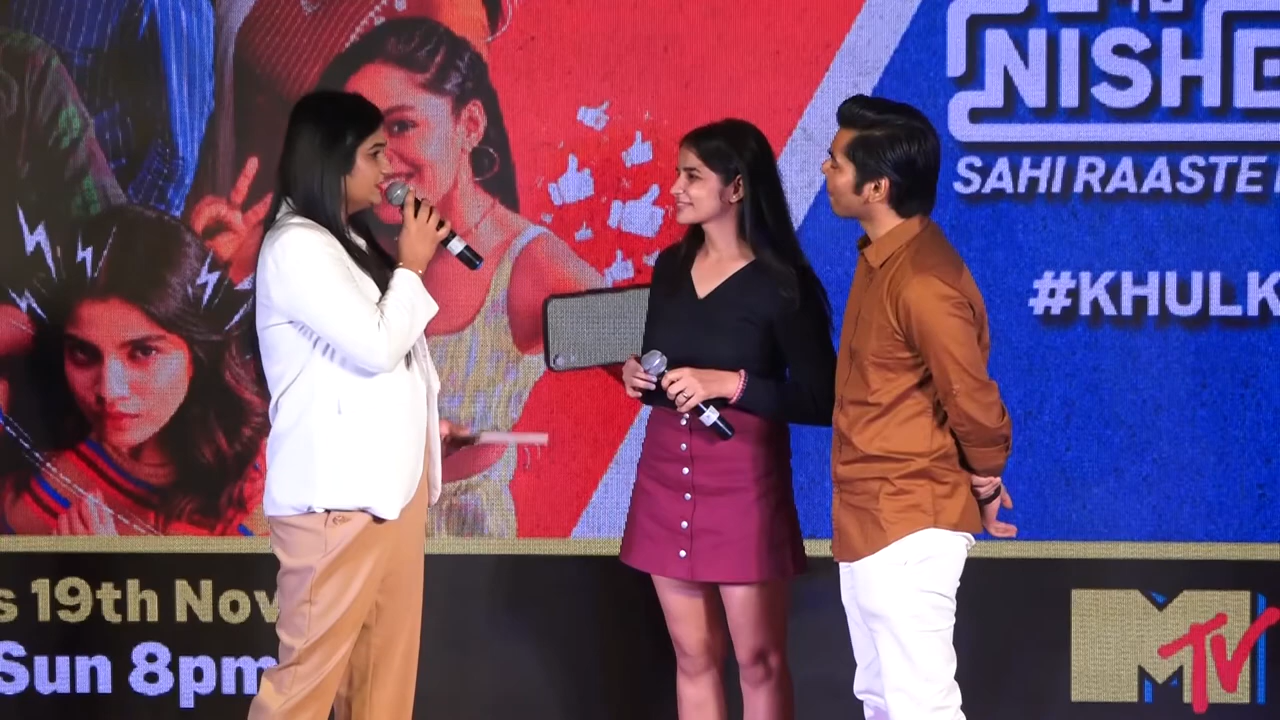 NISHE
SAHI RAASTE
#KHULK
s 19th Nov
Sun 8pm
MTV